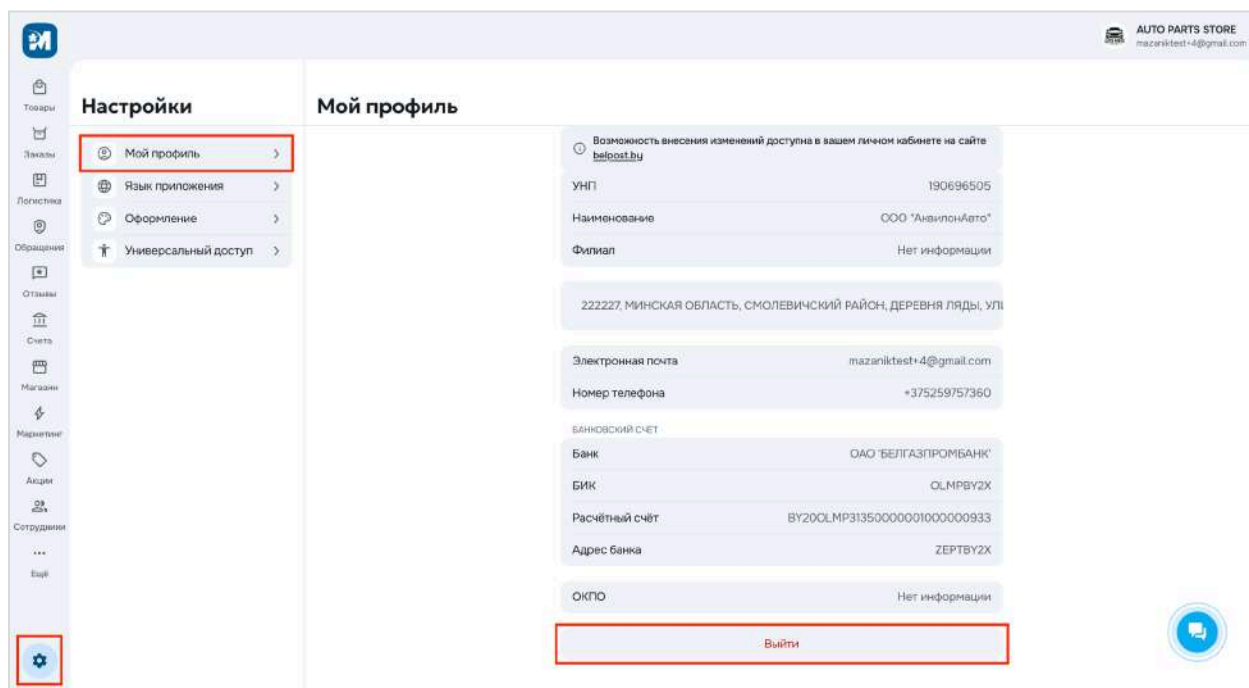 AUTO PARTS STORE
mazaniktest+4@gmail.com
Товары
Заказы
Логистика
Обращения
Отзывы
Счета
Магазин
Маркетинг
Акции
Сотрудники
Ещё
Настройки
Мой профиль
Язык приложения
Оформление
Универсальный доступ
Мой профиль
Возможность внесения изменений доступна в вашем личном кабинете на сайте
belpost.by
УНП 190696505
Наименование ООО "АквилонАвто"
Филиал Нет информации
222227, МИНСКАЯ ОБЛАСТЬ, СМОЛЕВИЧСКИЙ РАЙОН, ДЕРЕВНЯ ЛЯДЫ, УЛИ
Электронная почта mazaniktest+4@gmail.com
Номер телефона +375259757360
БАНКОВСКИЙ СЧЁТ
Банк ОАО "БЕЛГАЗПРОМБАНК"
БИК OLMPBY2X
Расчётный счёт BY20OLMP31350000001000000933
Адрес банка ZEPTBY2X
ОКПО Нет информации
Выйти